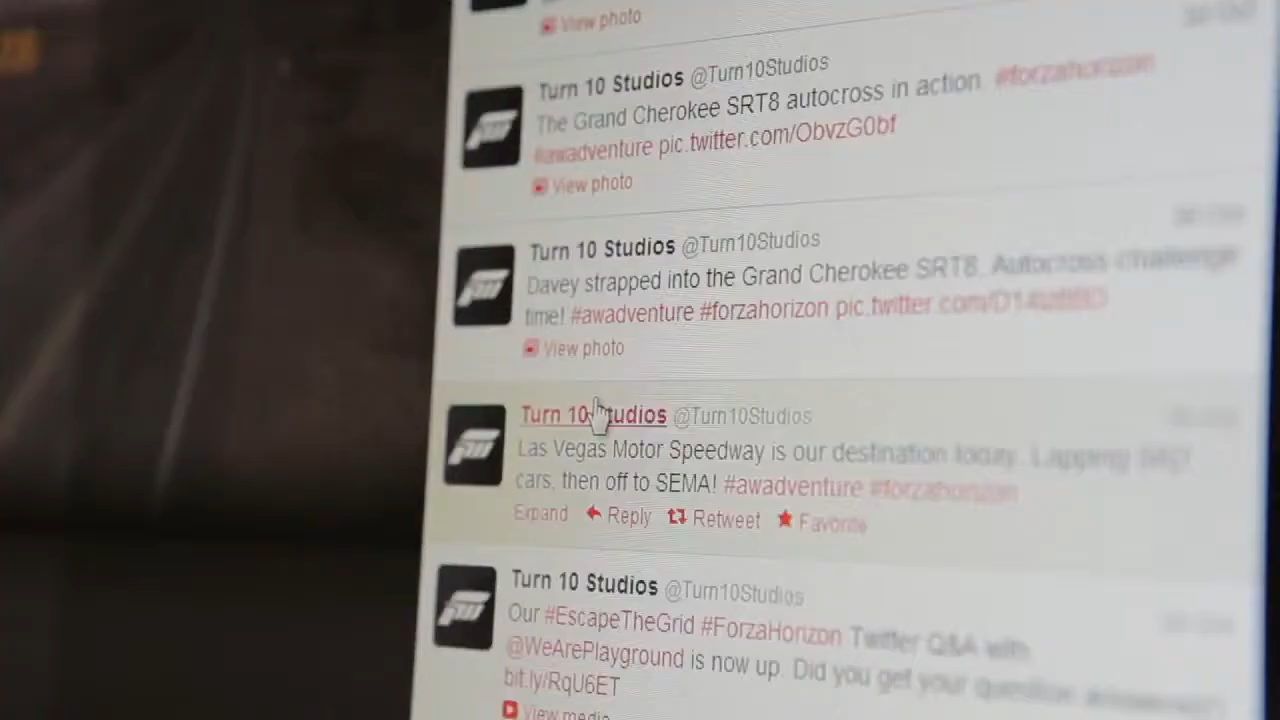 View photo
Turn 10 Studios @Turn10Studios
The Grand Cherokee SRT8 autocross in action #forzahorizon
#awadventure pic.twitter.com/ObvzG0bf
View photo
Turn 10 Studios @Turn10Studios
Davey strapped into the Grand Cherokee SRT8. Autocross challenge
time! #awadventure #forzahorizon
View photo
Turn 10 Studios @Turn10Studios
Las Vegas Motor Speedway is our destination today. Lapping
cars, then off to SEMA! #awadventure #forzahorizon
Expand Reply Retweet Favorite
Turn 10 Studios @Turn10Studios
Our #EscapeTheGrid #ForzaHorizon Twitter Q&A with
@WeArePlayground is now up. Did you get your question
bit.ly/RqU6ET
View media